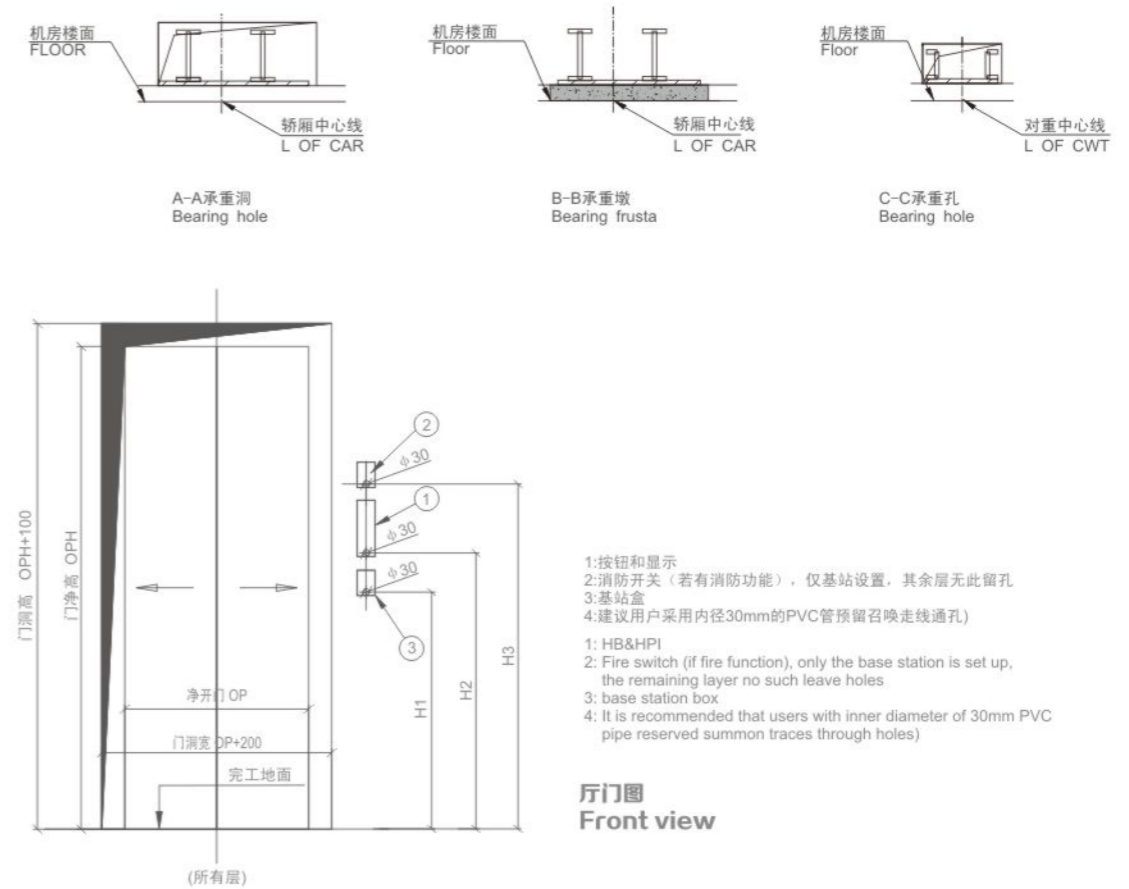 机房楼面
FLOOR
轿厢中心线
L OF CAR
A-A承重洞
Bearing hole
机房楼面
Floor
轿厢中心线
L OF CAR
B-B承重墩
Bearing frusta
机房楼面
Floor
对重中心线
L OF CWT
C-C承重孔
Bearing hole
门洞高 OPH+100
门净高 OPH
净开门 OP
门洞宽 OP+200
完工地面
(所有层)
2
ϕ30
1
ϕ30
ϕ30
3
H1
H2
H3
1:按钮和显示
2:消防开关（若有消防功能），仅基站设置，其余层无此留孔
3:基站盒
4:建议用户采用内径30mm的PVC管预留召唤走线通孔)
1: HB&HPI
2: Fire switch (if fire function), only the base station is set up,
the remaining layer no such leave holes
3: base station box
4: It is recommended that users with inner diameter of 30mm PVC
pipe reserved summon traces through holes)
厅门图
Front view